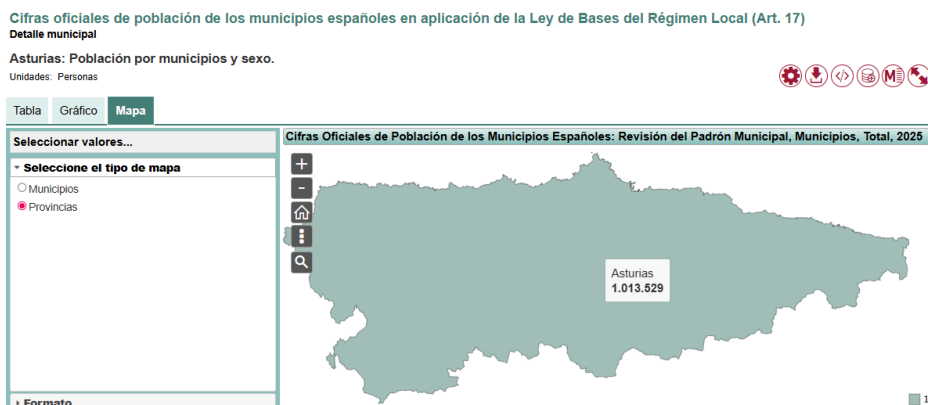 Cifras oficiales de población de los municipios españoles en aplicación de la Ley de Bases del Régimen Local (Art. 17)
Detalle municipal
Asturias: Población por municipios y sexo.
Unidades: Personas
</>
M
Tabla Gráfico Mapa
Seleccionar valores...
Cifras Oficiales de Población de los Municipios Españoles: Revisión del Padrón Municipal, Municipios, Total, 2025
Seleccione el tipo de mapa
Municipios
Provincias
+
-
Asturias
1.013.529
Formato
1